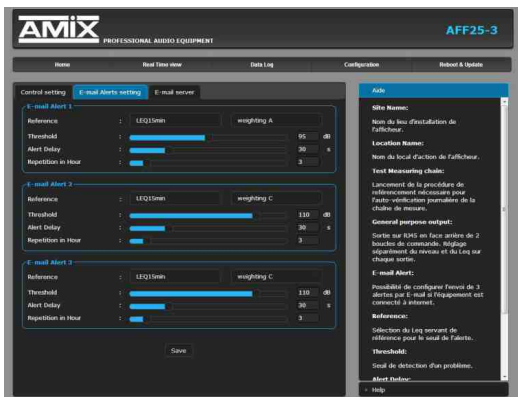 AMIX PROFESSIONAL AUDIO EQUIPMENT
AFF25-3
Home Real Time view Data Log Configuration Reboot & Update
Control setting E-mail Alerts setting E-mail server
E-mail Alert 1
Reference : LEQ15min weighting A
Threshold : 95 dB
Alert Delay : 30 s
Repetition in Hour : 3
E-mail Alert 2
Reference : LEQ15min weighting C
Threshold : 110 dB
Alert Delay : 30 s
Repetition in Hour : 3
E-mail Alert 3
Reference : LEQ15min weighting C
Threshold : 110 dB
Alert Delay : 30 s
Repetition in Hour : 3
Save
Aide
Site Name:
Nom du lieu d'installation de
l'afficheur.
Location Name:
Nom du local d'action de l'afficheur.
Test Measuring chain:
Lancement de la procédure de
référencement nécessaire pour
l'auto-vérification journalière de la
chaîne de mesure.
General purpose output:
Sortie sur RJ45 en face arrière de 2
boucles de commande. Réglage
séparément du niveau et du Leq sur
chaque sortie.
E-mail Alert:
Possibilité de configurer l'envoi de 3
alertes par E-mail si l'équipement est
connecté à internet.
Reference:
Sélection du Leq servant de
référence pour le seuil de l'alerte.
Threshold:
Seuil de détection d'un problème.
Alert Delay:
Help